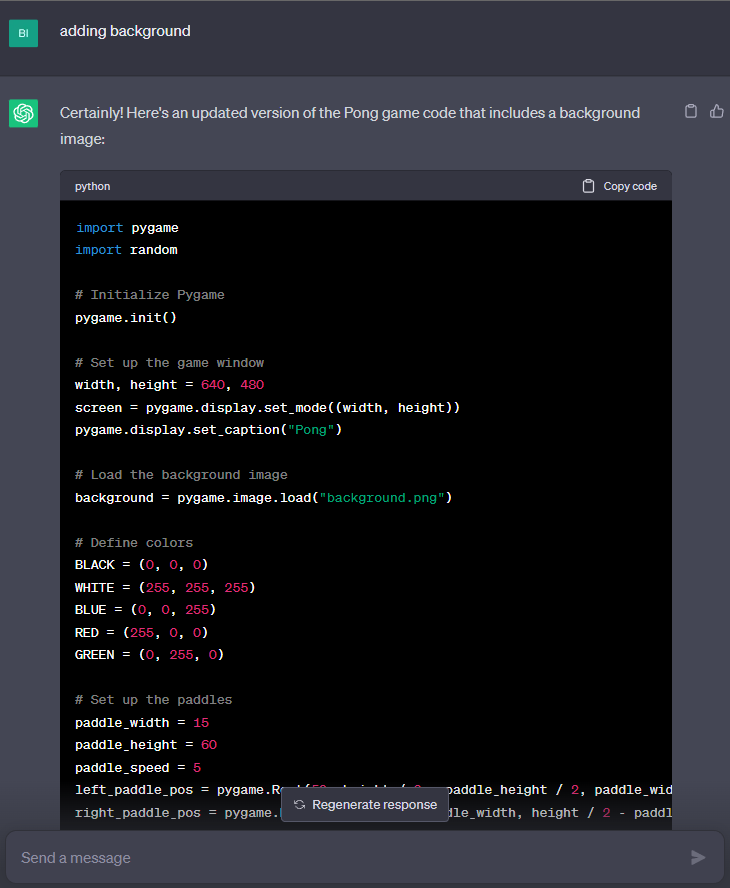 BI
adding background
Certainly! Here's an updated version of the Pong game code that includes a background
image:
python
Copy code
import pygame
import random
# Initialize Pygame
pygame.init()
# Set up the game window
width, height = 640, 480
screen = pygame.display.set_mode((width, height))
pygame.display.set_caption("Pong")
# Load the background image
background = pygame.image.load("background.png")
# Define colors
BLACK = (0, 0, 0)
WHITE = (255, 255, 255)
BLUE = (0, 0, 255)
RED = (255, 0, 0)
GREEN = (0, 255, 0)
# Set up the paddles
paddle_width = 15
paddle_height = 60
paddle_speed = 5
left_paddle_pos = pygame. paddle_height / 2, paddle_wid
right_paddle_pos = pygame. dle_width, height / 2 - paddl
Regenerate response
Send a message